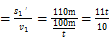 = s₁' / v₁ = 110m / (100m / t) = 11t / 10